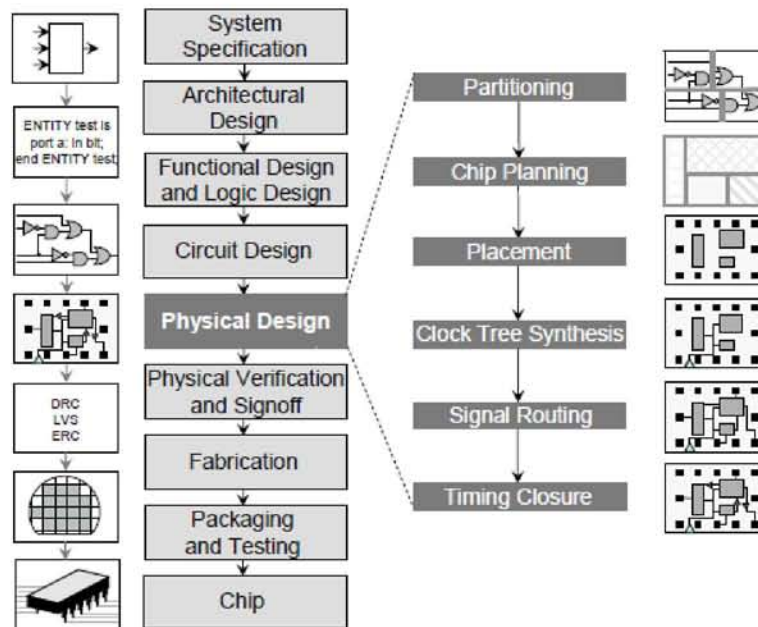 System
Specification
Architectural
Design
Functional Design
and Logic Design
Circuit Design
Physical Design
Physical Verification
and Signoff
Fabrication
Packaging
and Testing
Chip
ENTITY test is
port a: in bit;
end ENTITY test;
DRC
LVS
ERC
Partitioning
Chip Planning
Placement
Clock Tree Synthesis
Signal Routing
Timing Closure